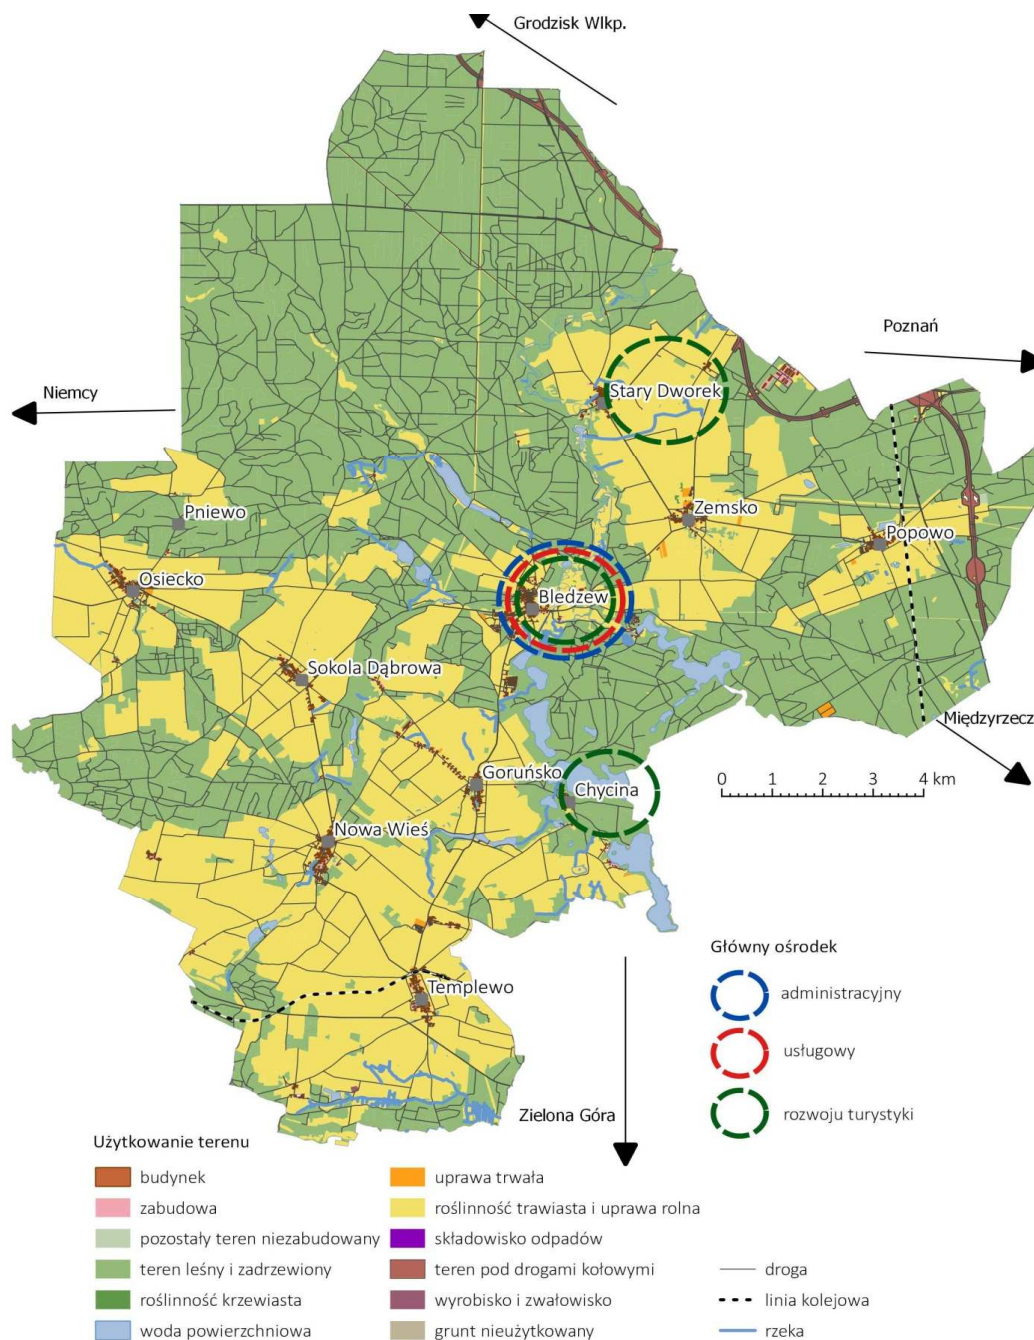 Grodzisk Wlkp.
Poznań
Niemcy
Stary Dworek
Pniewo
Zemsko
Popowo
Osiecko
Bledzew
Sokola Dąbrowa
Międzyrzecz
Goruńsko
Chycina
0 1 2 3 4 km
Nowa Wieś
Templewo
Główny ośrodek
administracyjny
usługowy
rozwoju turystyki
Zielona Góra
Użytkowanie terenu
budynek
zabudowa
pozostały teren niezabudowany
teren leśny i zadrzewiony
roślinność krzewiasta
woda powierzchniowa
uprawa trwała
roślinność trawiasta i uprawa rolna
składowisko odpadów
teren pod drogami kołowymi
wyrobisko i zwałowisko
grunt nieużytkowany
droga
linia kolejowa
rzeka